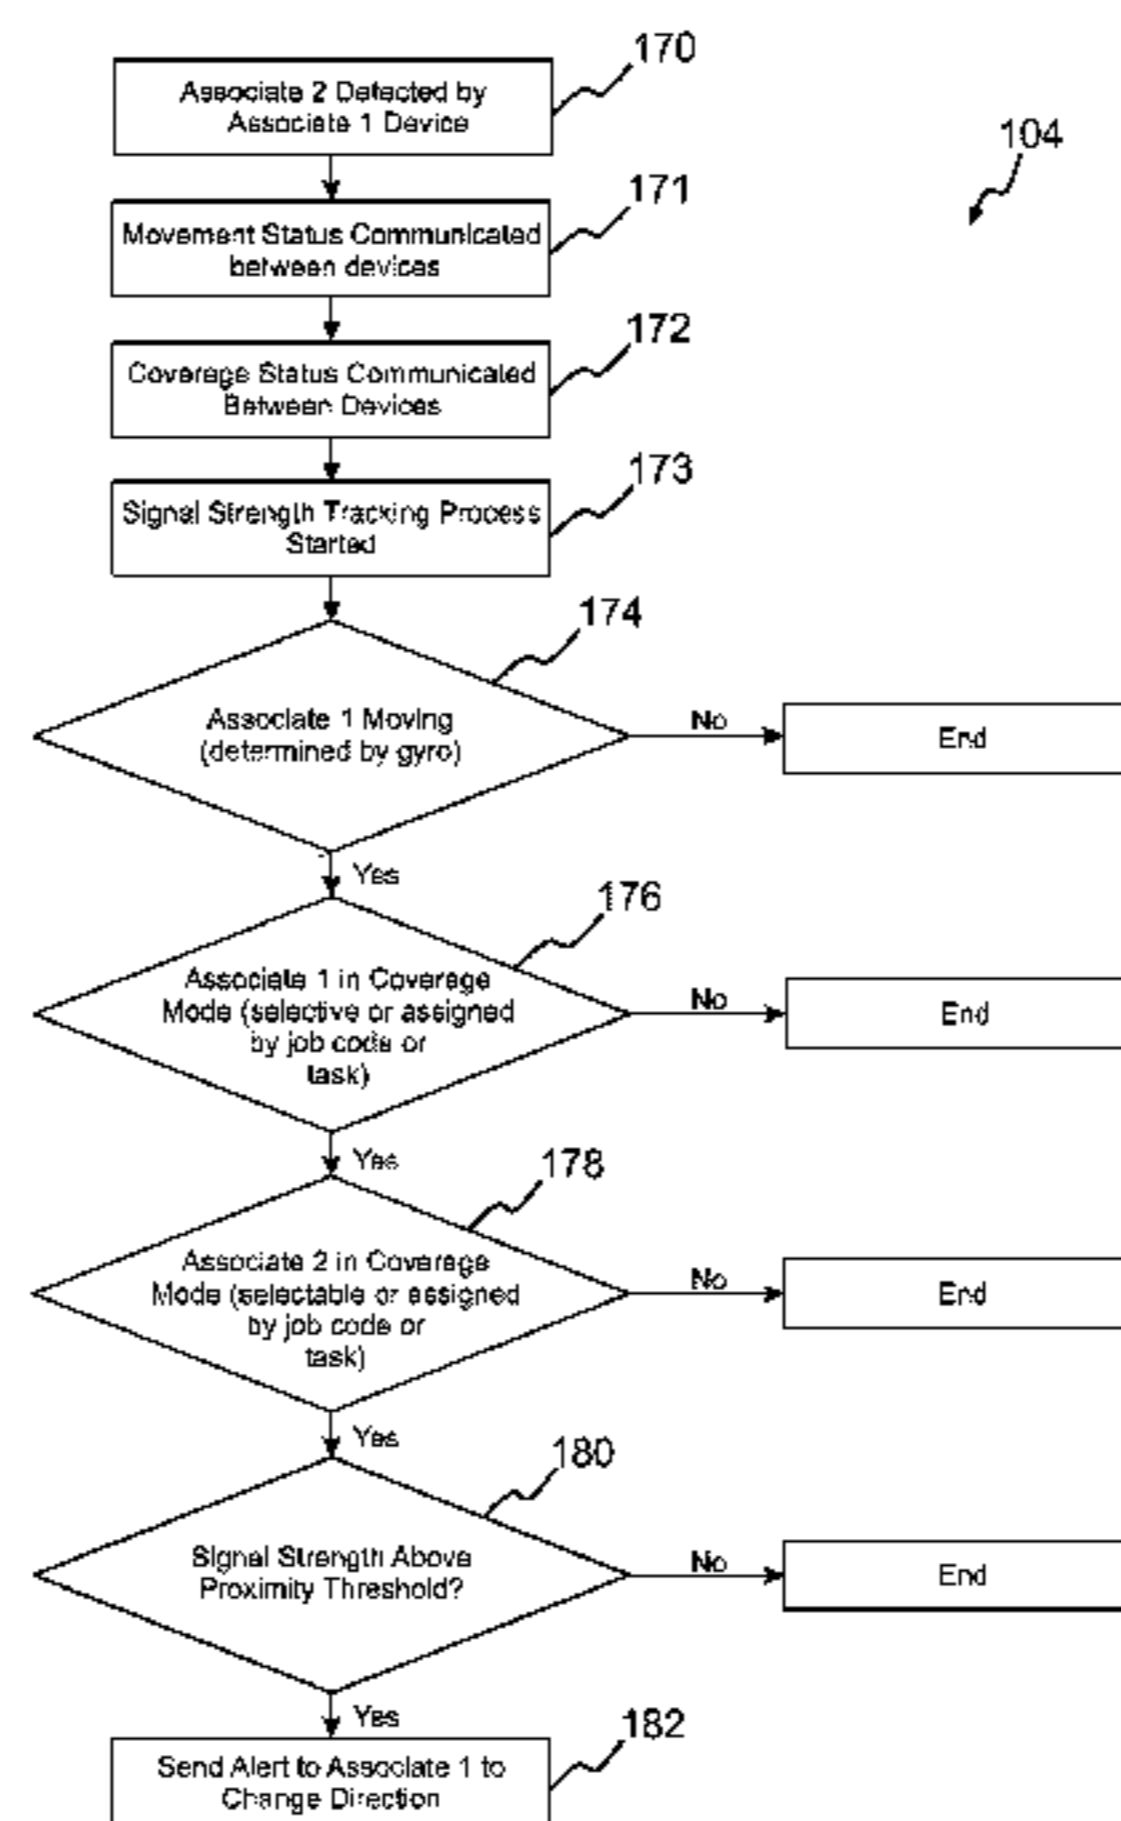 170
Associate 2 Detected by
Associate 1 Device
104
171
Movement Status Communicated
between devices
172
Coverage Status Communicated
Between Devices
173
Signal Strength Tracking Process
Started
174
Associate 1 Moving
(determined by gyro)
No
End
Yes
176
Associate 1 in Coverage
Mode (selective or assigned
by job code or
task)
No
End
Yes
178
Associate 2 in Coverage
Mode (selectable or assigned
by job code or
task)
No
End
Yes
180
Signal Strength Above
Proximity Threshold?
No
End
Yes
182
Send Alert to Associate 1 to
Change Direction